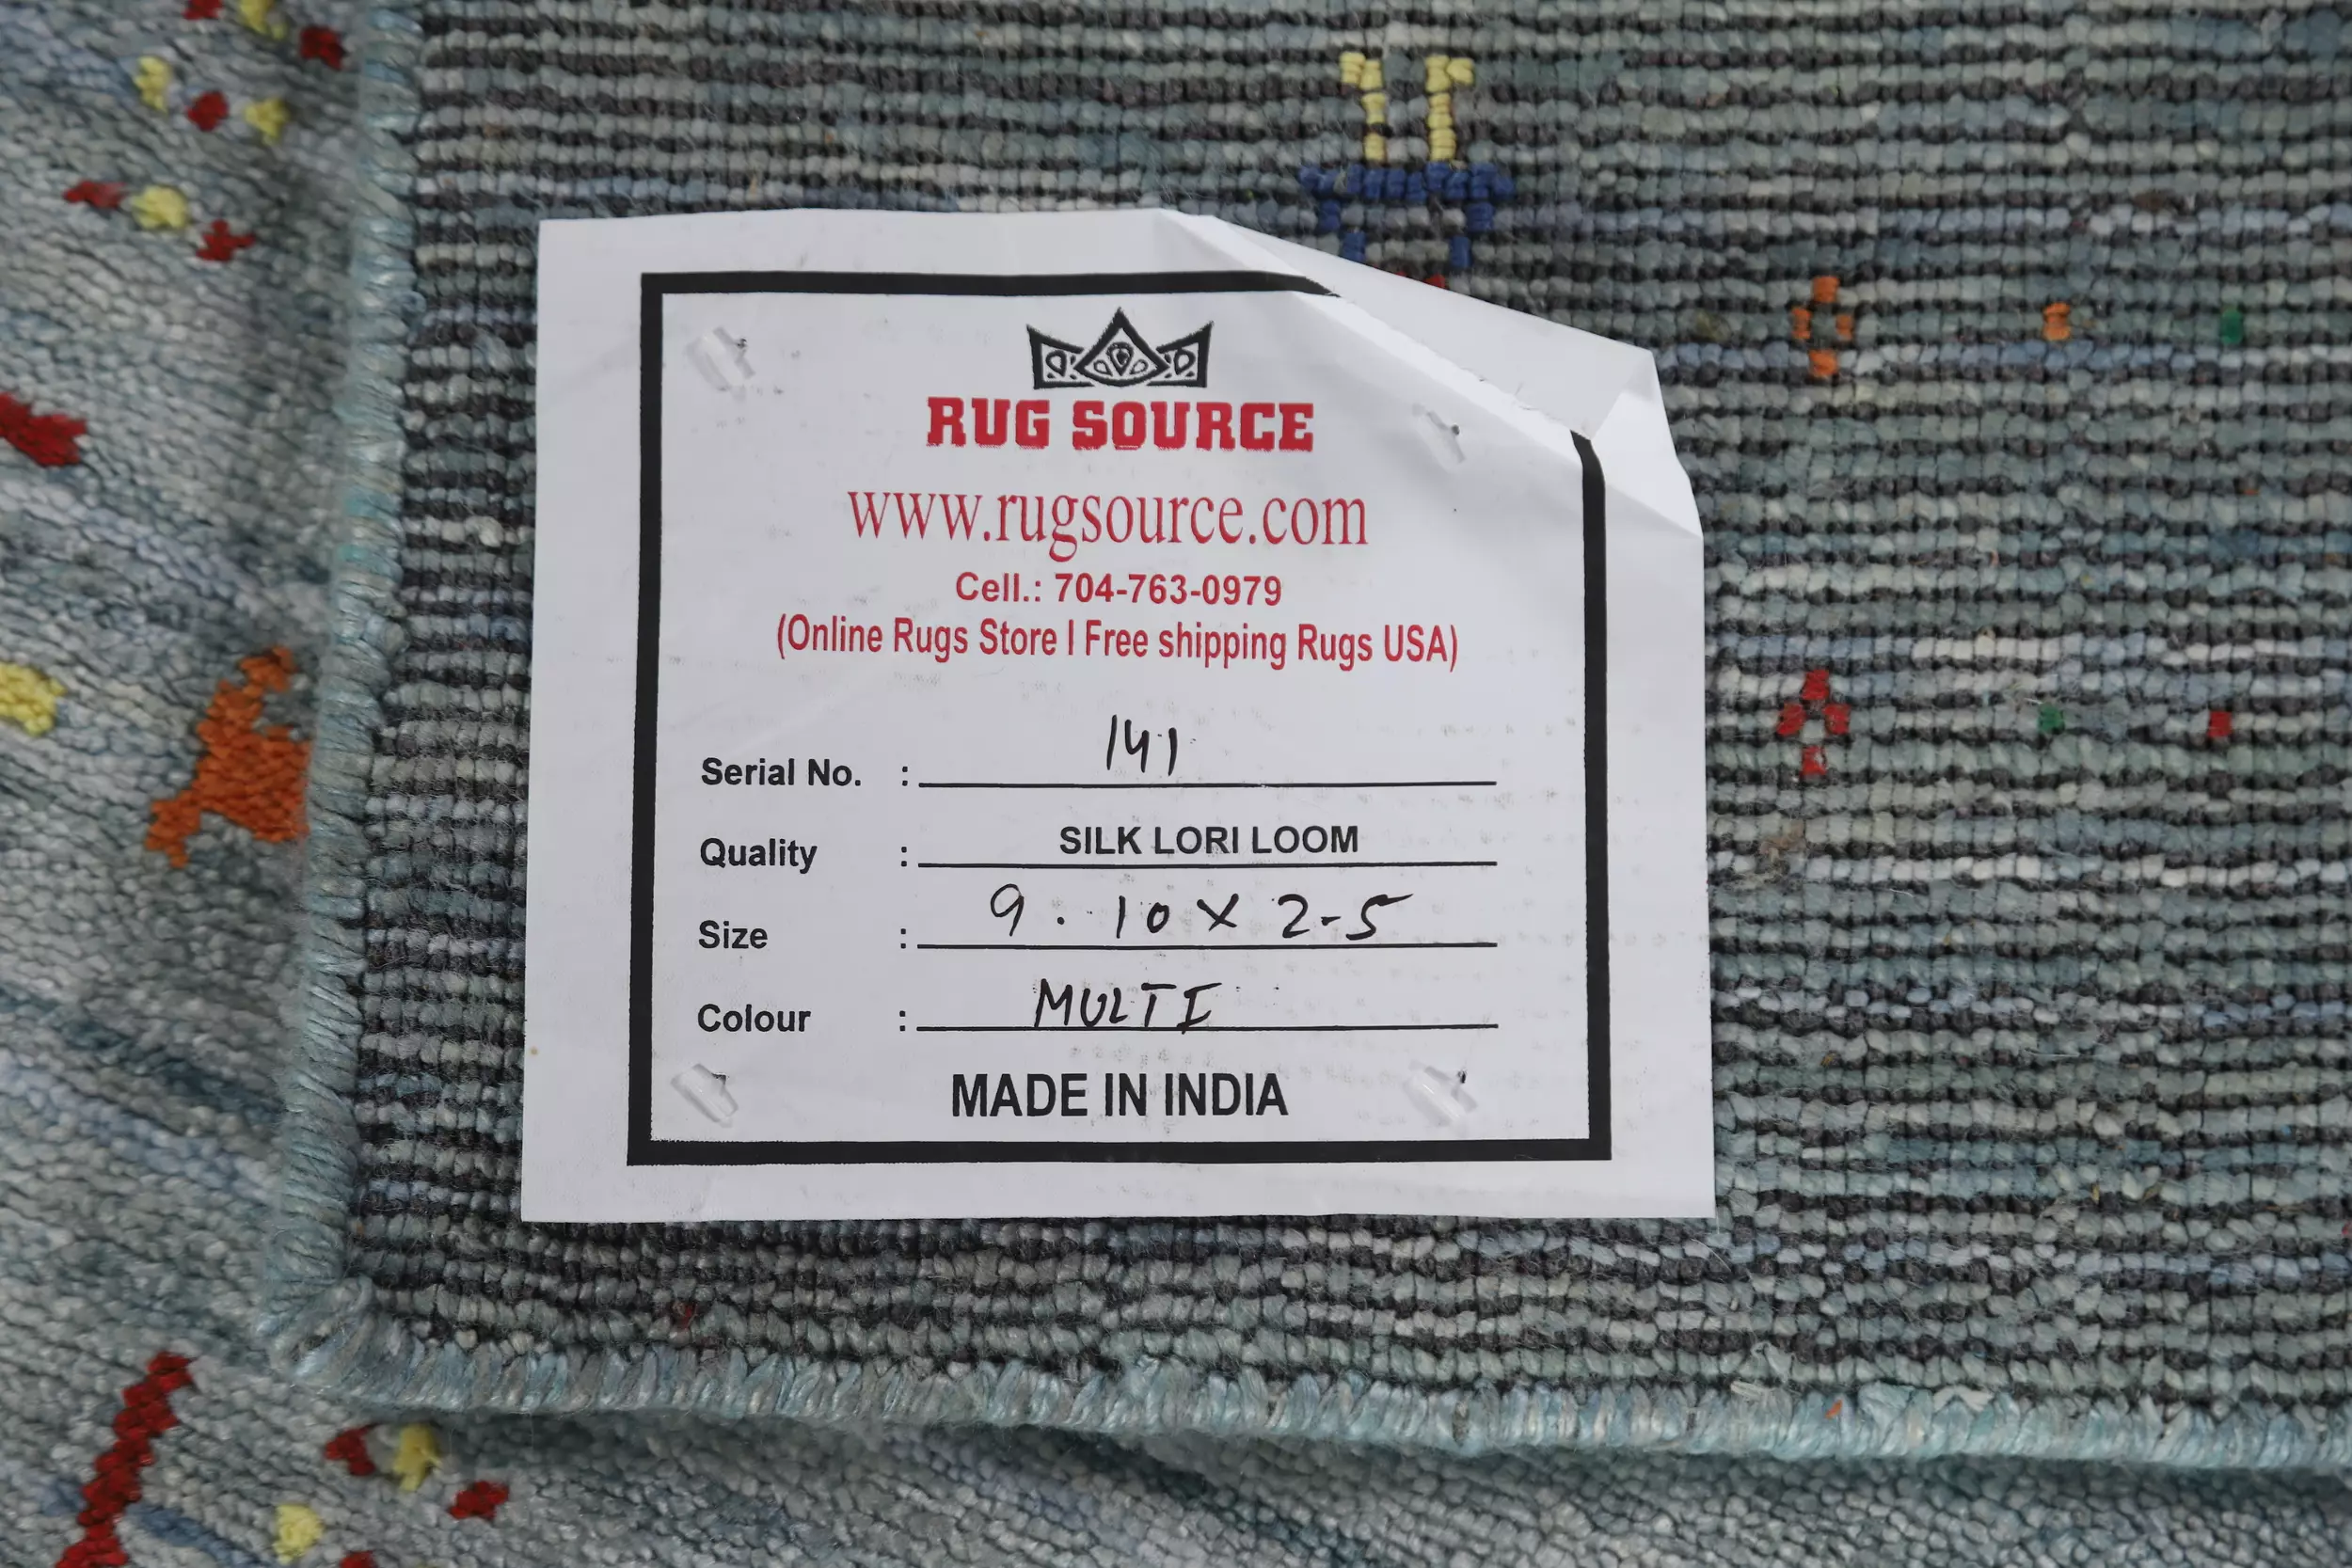 RUG SOURCE
www.rugsource.com
Cell.: 704-763-0979
(Online Rugs Store | Free shipping Rugs USA)
Serial No. : 141
Quality : SILK LORI LOOM
Size : 9.10 X 2-5
Colour : MULTI
MADE IN INDIA